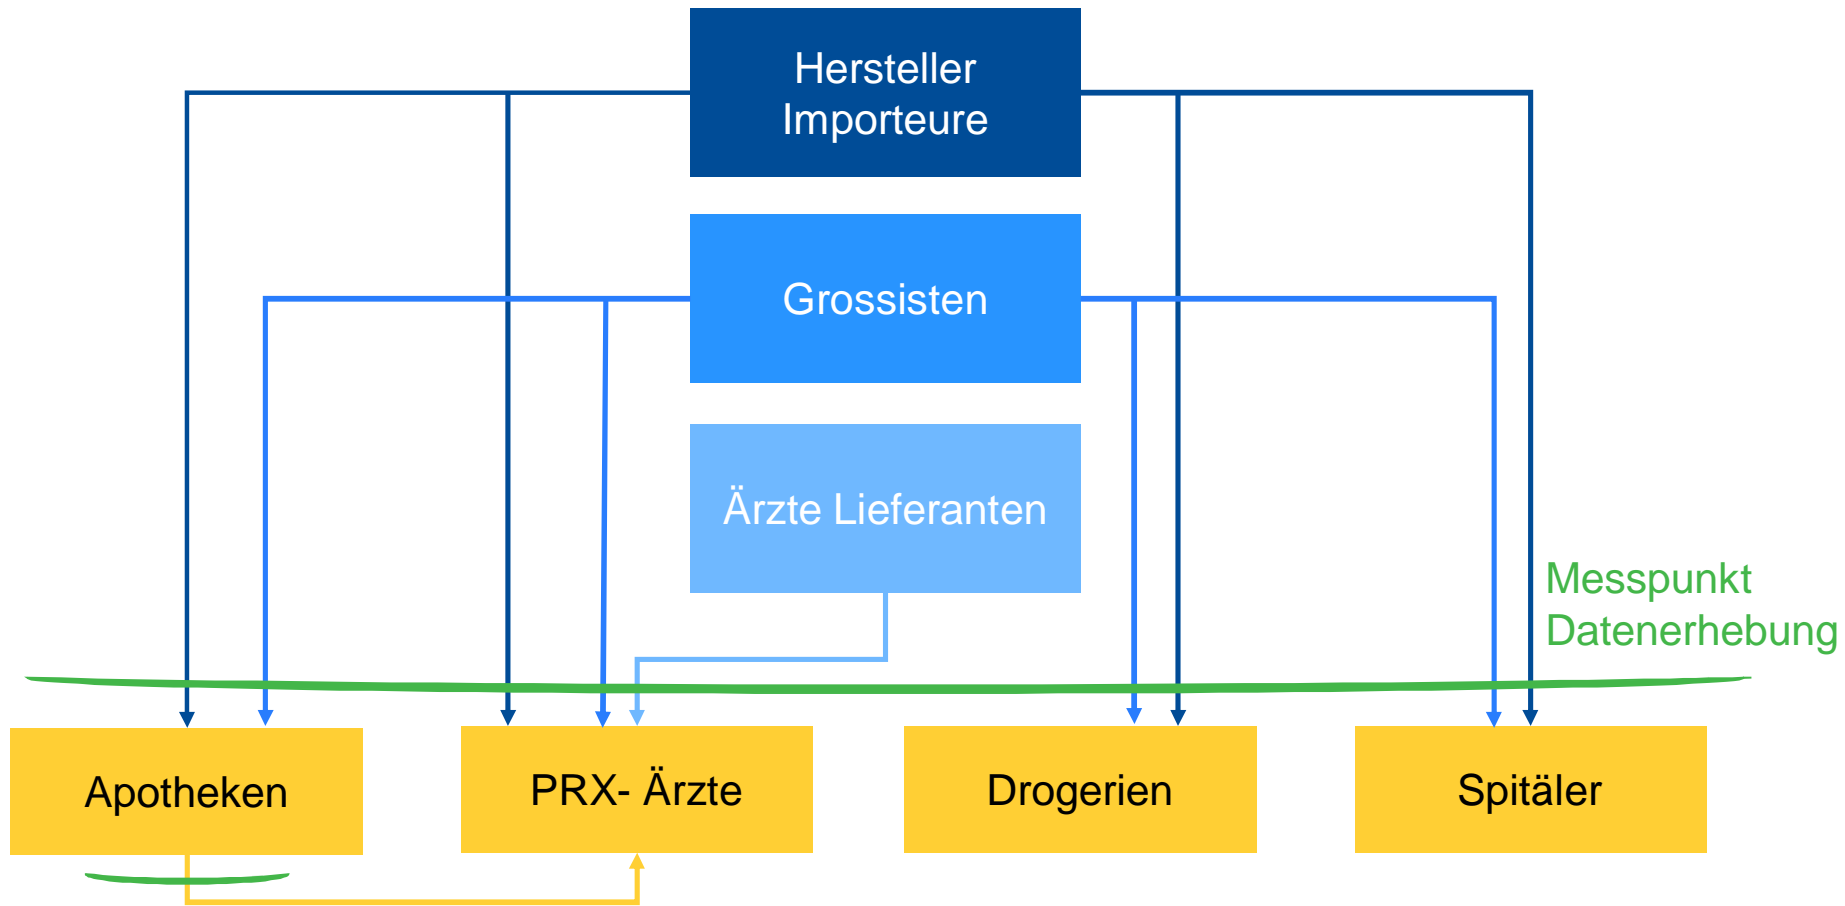 Hersteller
Importeure
Grossisten
Ärzte Lieferanten
Messpunkt
Datenerhebung
Apotheken
PRX- Ärzte
Drogerien
Spitäler